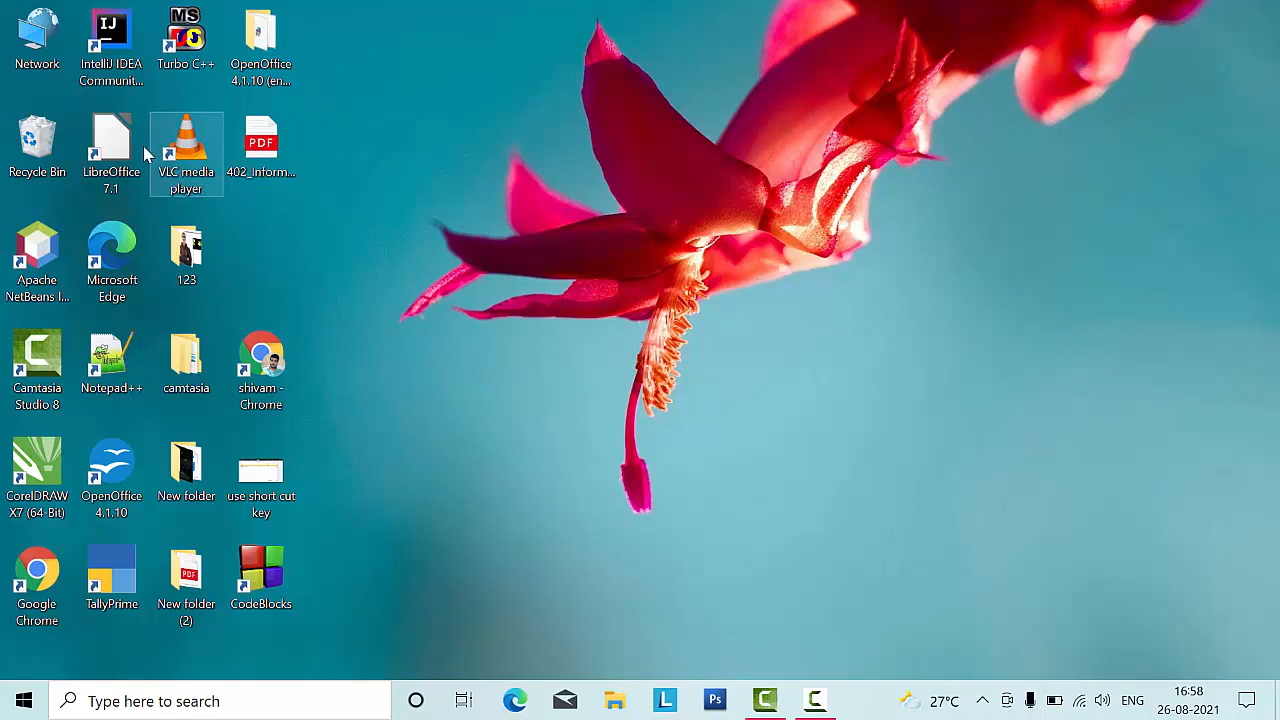 Network
IntelliJ IDEA
Communit...
IJ
MS
Turbo C++
OpenOffice
4.1.10 (en...
Recycle Bin
LibreOffice
7.1
VLC media
player
PDF
402_Inform...
Apache
NetBeans I...
Microsoft
Edge
123
Camtasia
Studio 8
Notepad++
camtasia
shivam -
Chrome
CorelDRAW
X7 (64-Bit)
OpenOffice
4.1.10
New folder
use short cut
key
Google
Chrome
TallyPrime
PDF
New folder
(2)
CodeBlocks
Type here to search
L
Ps
27°C
ENG
16:58
26-08-2021